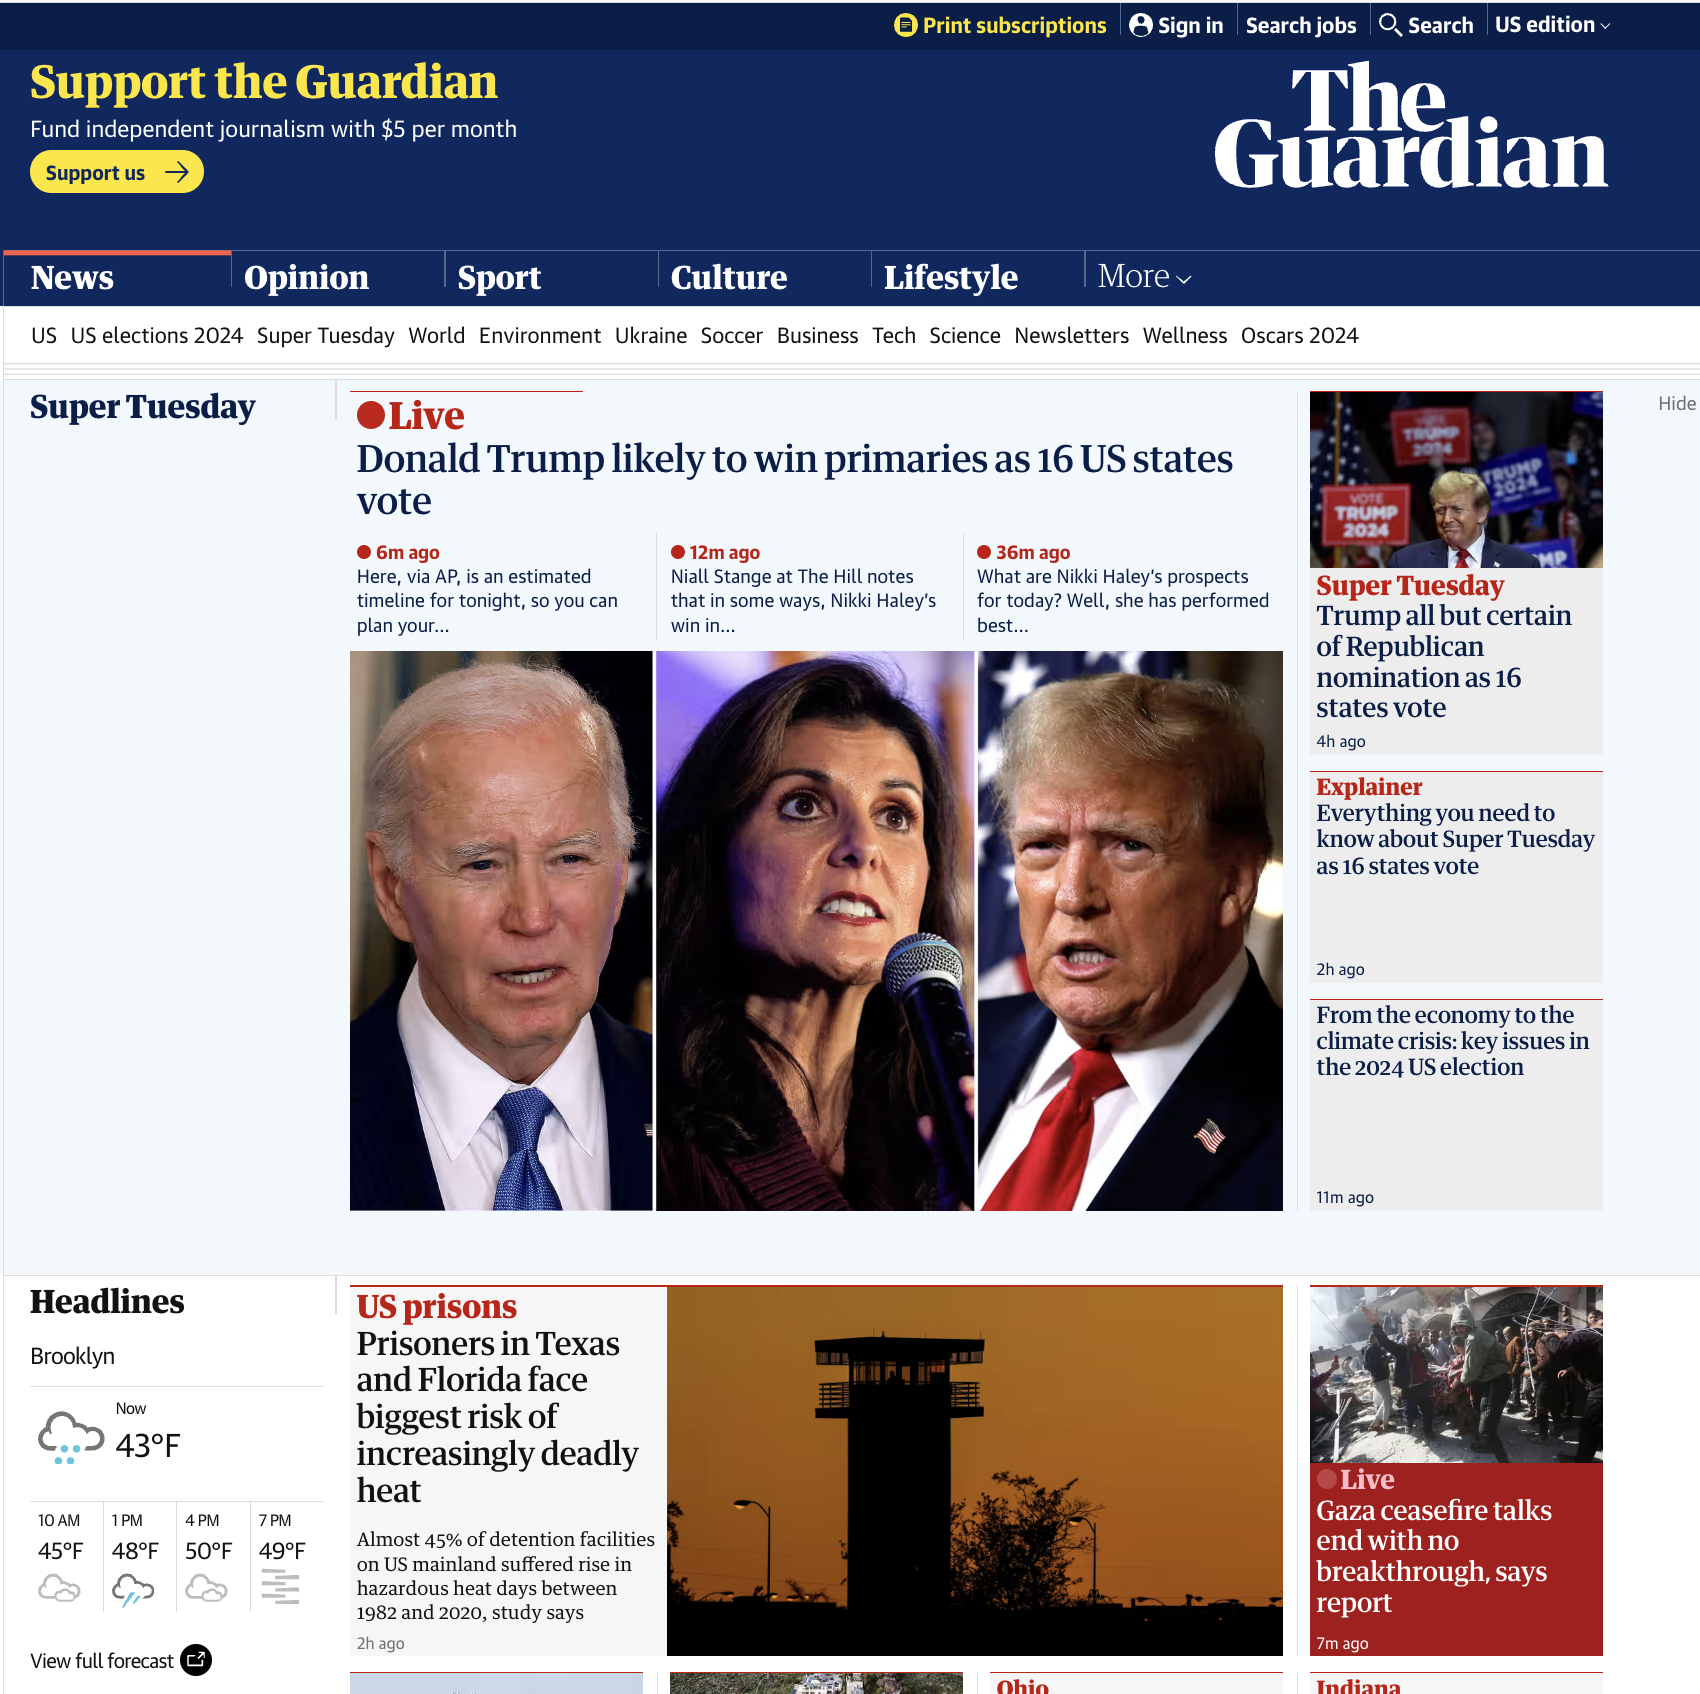 Print subscriptions
Sign in
Search jobs
Search
US edition
Support the Guardian
Fund independent journalism with $5 per month
Support us
The
Guardian
News
Opinion
Sport
Culture
Lifestyle
More
US US elections 2024 Super Tuesday World Environment Ukraine Soccer Business Tech Science Newsletters Wellness Oscars 2024
Super Tuesday
Hide
Live
Donald Trump likely to win primaries as 16 US states
vote
6m ago
Here, via AP, is an estimated
timeline for tonight, so you can
plan your...
12m ago
Niall Stange at The Hill notes
that in some ways, Nikki Haley's
win in...
36m ago
What are Nikki Haley's prospects
for today? Well, she has performed
best...
VOTE
TRUMP
2024
VOTE
TRUMP
2024
TRUMP
2024
Super Tuesday
Trump all but certain
of Republican
nomination as 16
states vote
4h ago
Explainer
Everything you need to
know about Super Tuesday
as 16 states vote
2h ago
From the economy to the
climate crisis: key issues in
the 2024 US election
11m ago
Headlines
Brooklyn
Now
43°F
10 AM
45°F
1 PM
48°F
4 PM
50°F
7 PM
49°F
View full forecast
US prisons
Prisoners in Texas
and Florida face
biggest risk of
increasingly deadly
heat
Almost 45% of detention facilities
on US mainland suffered rise in
hazardous heat days between
1982 and 2020, study says
2h ago
Live
Gaza ceasefire talks
end with no
breakthrough, says
report
7m ago
Ohio
Indiana